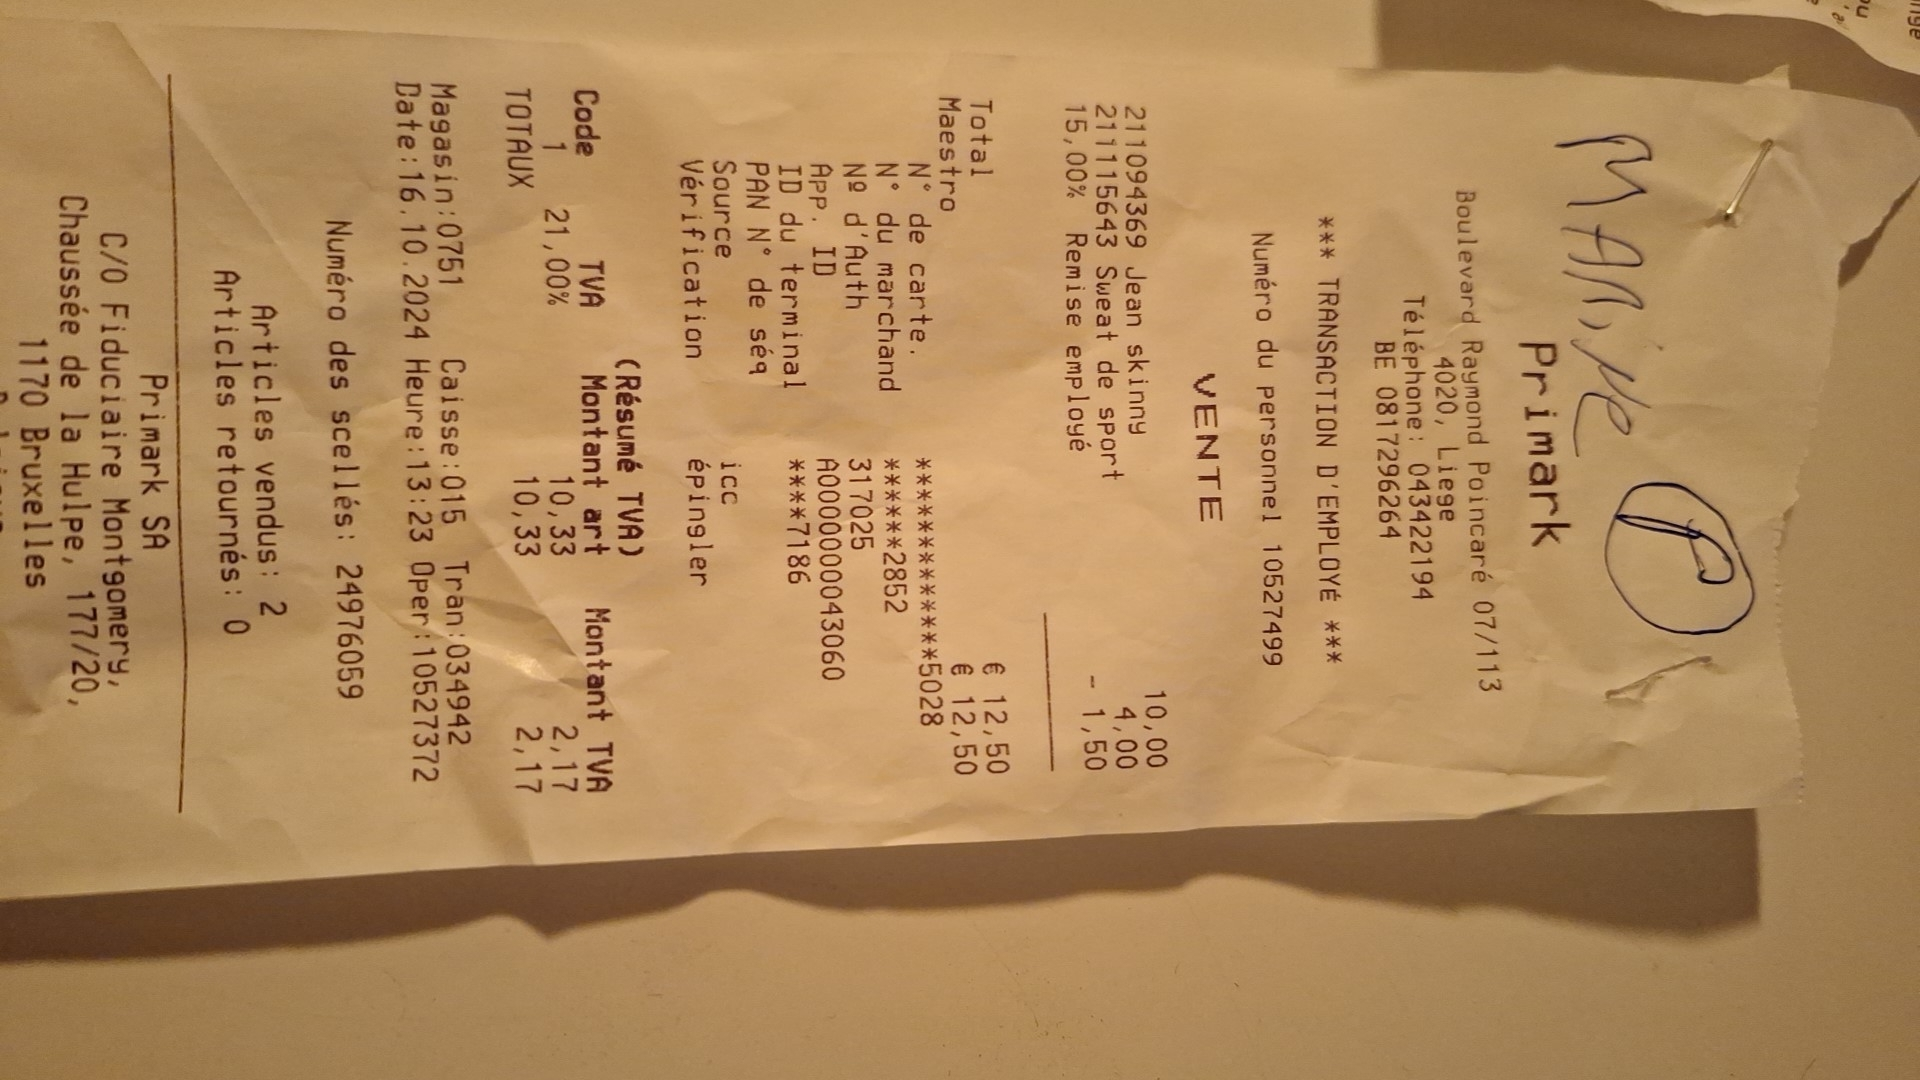 MARiNE P
Primark
Boulevard Raymond Poincaré 07/113
4020, Liege
Téléphone: 043422194
BE 0817296264
*** TRANSACTION D'EMPLOYÉ ***
Numéro du personnel 10527499
VENTE
211094369 Jean skinny 10,00
211115643 Sweat de sport 4,00
15,00% Remise employé - 1,50
Total € 12,50
Maestro € 12,50
N° de carte. ***************5028
N° du marchand ******2852
Nº d'Auth 317025
App. ID A0000000043060
ID du terminal ****7186
PAN N° de séq
Source icc
Vérification épingler
(Résumé TVA)
Code TVA Montant art Montant TVA
1 21,00% 10,33 2,17
TOTAUX 10,33 2,17
Magasin:0751 Caisse:015 Tran:034942
Date:16.10.2024 Heure:13:23 Oper:10527372
Numéro des scellés: 24976059
Articles vendus: 2
Articles retournés: 0
Primark SA
C/O Fiduciaire Montgomery,
Chaussée de la Hulpe, 177/20,
1170 Bruxelles